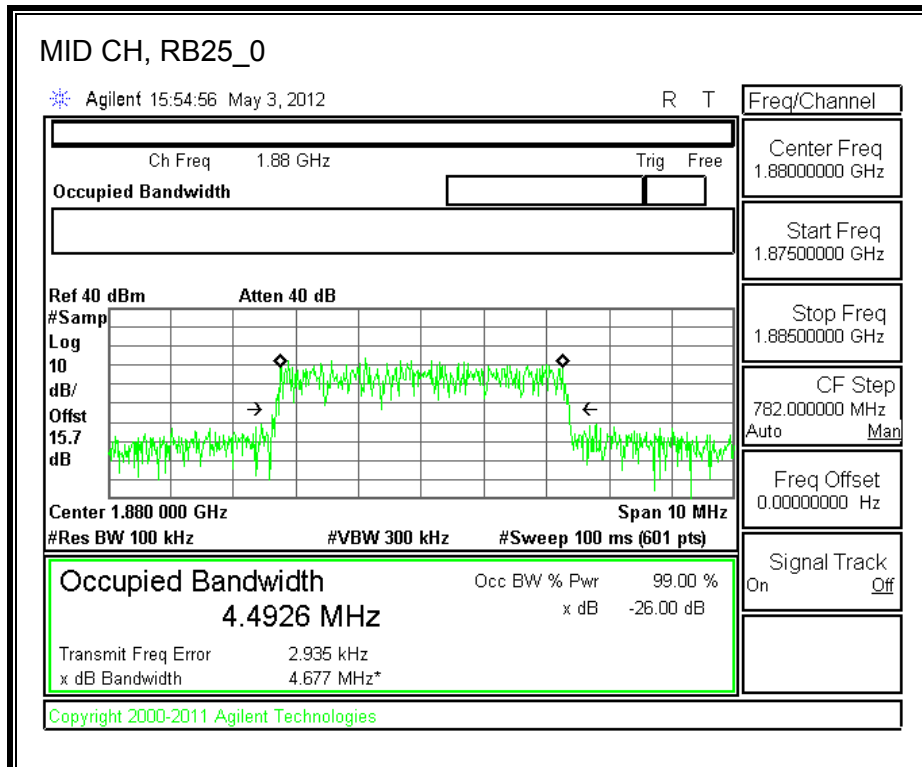 MID CH, RB25_0
Agilent 15:54:56 May 3, 2012 R T
Ch Freq 1.88 GHz Trig Free
Occupied Bandwidth
Ref 40 dBm Atten 40 dB
#Samp
Log
10
dB/
Offst
15.7
dB
Center 1.880 000 GHz Span 10 MHz
#Res BW 100 kHz #VBW 300 kHz #Sweep 100 ms (601 pts)
Occupied Bandwidth Occ BW % Pwr 99.00 %
4.4926 MHz x dB -26.00 dB
Transmit Freq Error 2.935 kHz
x dB Bandwidth 4.677 MHz*
Copyright 2000-2011 Agilent Technologies
Freq/Channel
Center Freq
1.88000000 GHz
Start Freq
1.87500000 GHz
Stop Freq
1.88500000 GHz
CF Step
782.000000 MHz
Auto Man
Freq Offset
0.00000000 Hz
Signal Track
On Off